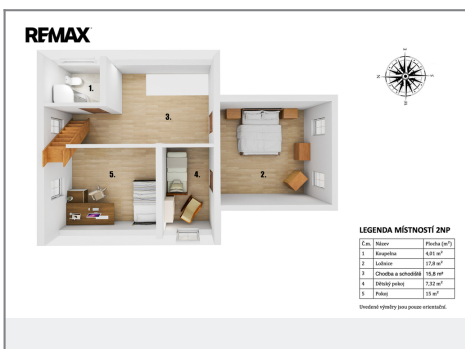 RE/MAX
1.
3.
5.
4.
2.
LEGENDA MÍSTNOSTÍ 2NP
Č.m. Název Plocha (m²)
1 Koupelna 4,01 m²
2 Ložnice 17,8 m²
3 Chodba a schodiště 15,8 m²
4 Dětský pokoj 7,32 m²
5 Pokoj 15 m²
Uvedené výměry jsou pouze orientační.